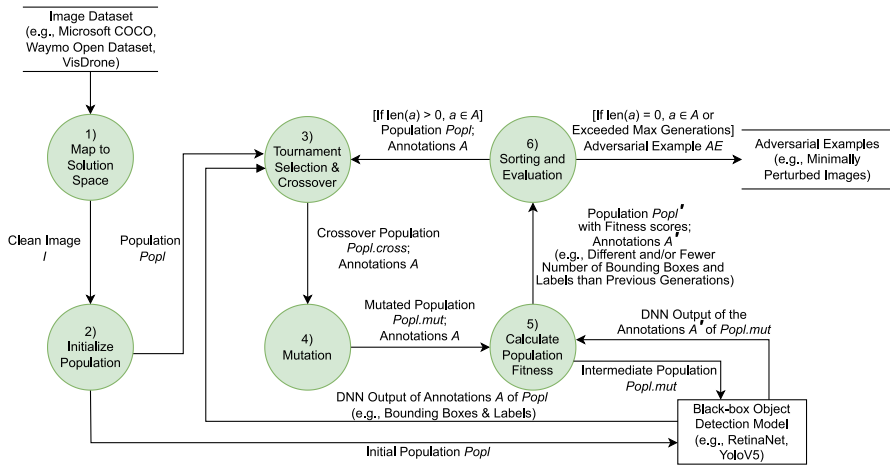 Image Dataset
(e.g., Microsoft COCO,
Waymo Open Dataset,
VisDrone)
1)
Map to
Solution
Space
Clean Image
I
2)
Initialize
Population
Population
Popl
3)
Tournament
Selection &
Crossover
[If len(a) > 0, a ∈ A]
Population Popl;
Annotations A
6)
Sorting and
Evaluation
[If len(a) = 0, a ∈ A or
Exceeded Max Generations]
Adversarial Example AE
Adversarial Examples
(e.g., Minimally
Perturbed Images)
Crossover Population
Popl.cross;
Annotations A
4)
Mutation
Mutated Population
Popl.mut;
Annotations A
5)
Calculate
Population
Fitness
Population Popl′
with Fitness scores;
Annotations A′
(e.g., Different and/or Fewer
Number of Bounding Boxes and
Labels than Previous Generations)
DNN Output of the
Annotations A′ of Popl.mut
Intermediate Population
Popl.mut
DNN Output of Annotations A of Popl
(e.g., Bounding Boxes & Labels)
Black-box Object
Detection Model
(e.g., RetinaNet,
YoloV5)
Initial Population Popl